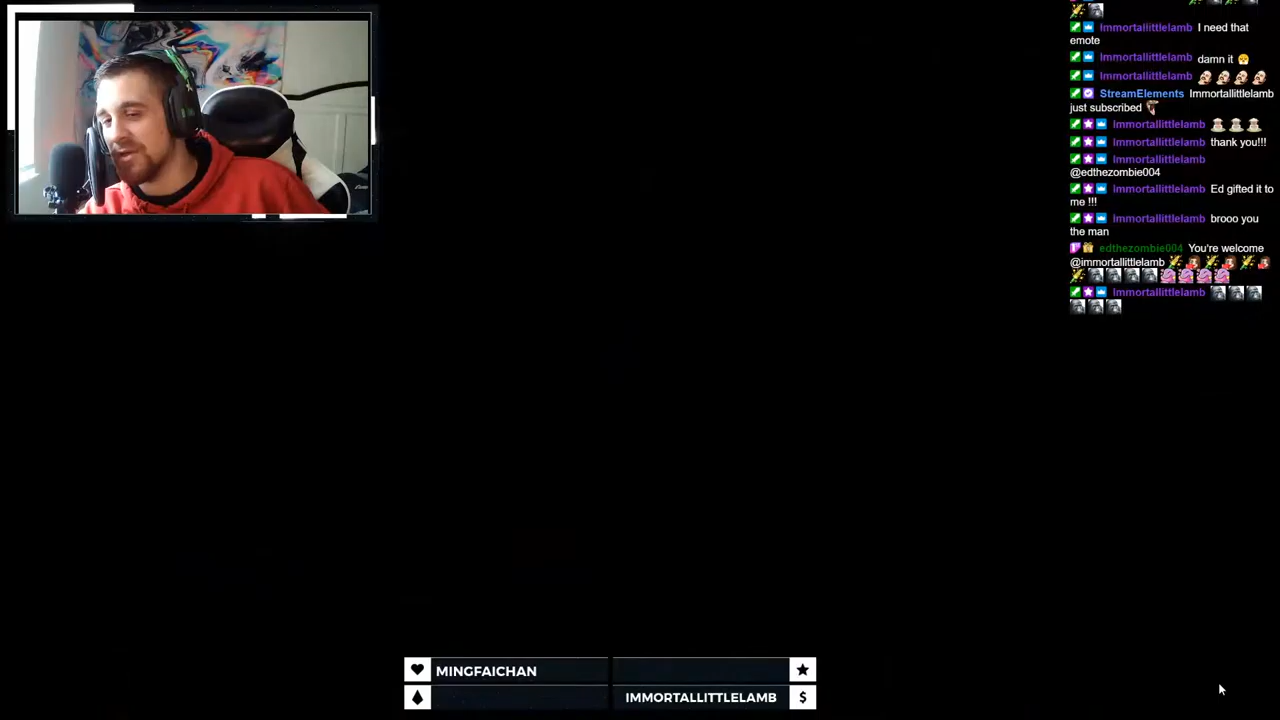 Immortallittlelamb I need that
emote
Immortallittlelamb damn it
Immortallittlelamb
StreamElements Immortallittlelamb
just subscribed
Immortallittlelamb
Immortallittlelamb thank you!!!
Immortallittlelamb
@edthezombie004
Immortallittlelamb Ed gifted it to
me !!!
Immortallittlelamb brooo you
the man
edthezombie004 You're welcome
@immortallittlelamb
Immortallittlelamb
MINGFAICHAN
IMMORTALLITTLELAMB $